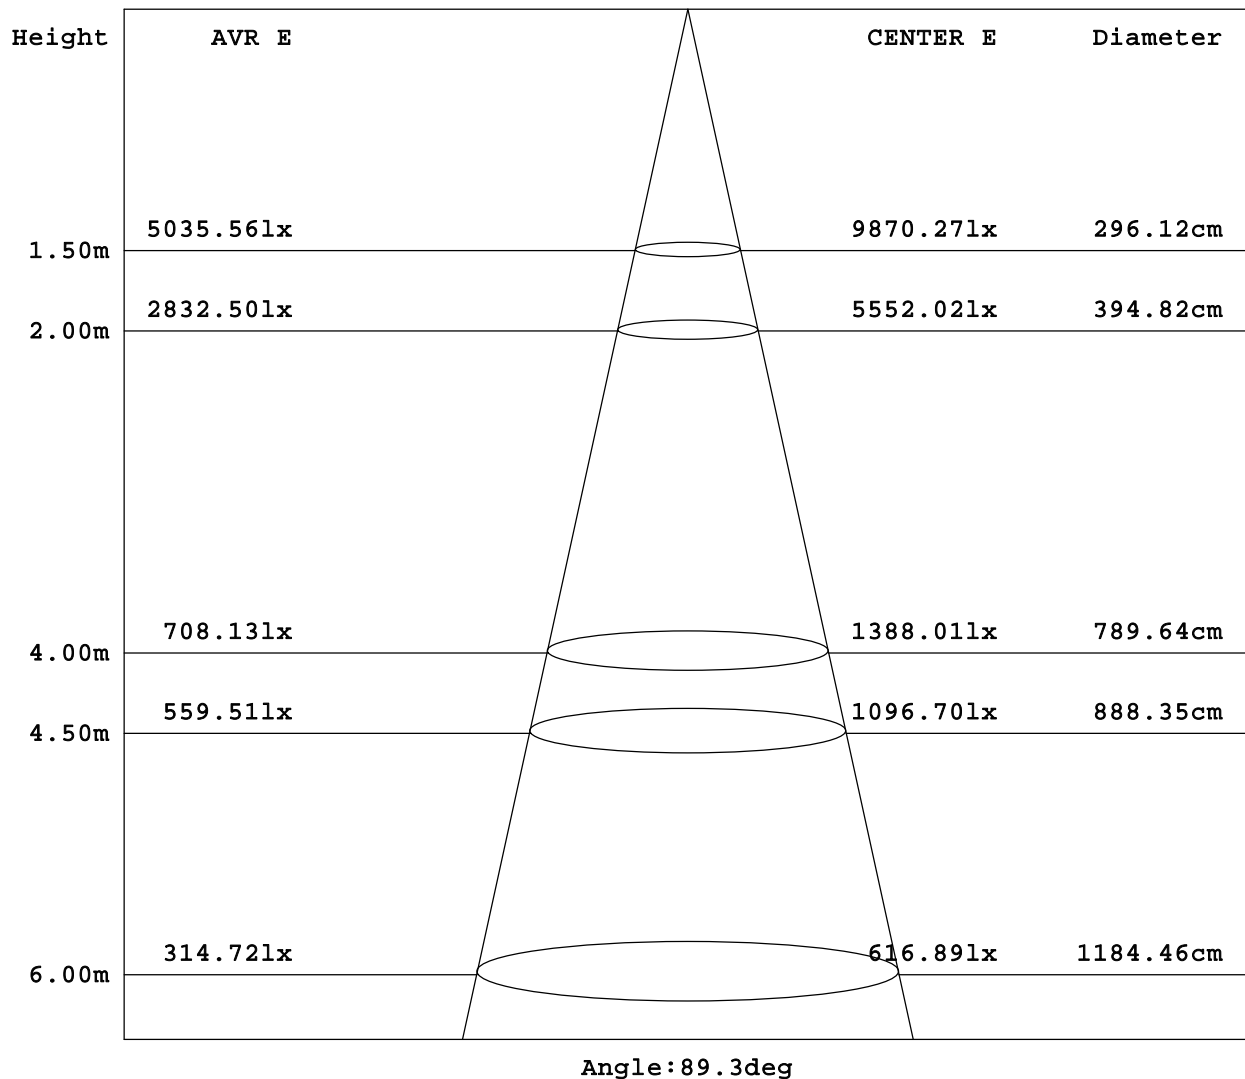 Height AVR E CENTER E Diameter
5035.56lx 9870.27lx 296.12cm
1.50m
2832.50lx 5552.02lx 394.82cm
2.00m
708.13lx 1388.01lx 789.64cm
4.00m
559.51lx 1096.70lx 888.35cm
4.50m
314.72lx 616.89lx 1184.46cm
6.00m
Angle:89.3deg